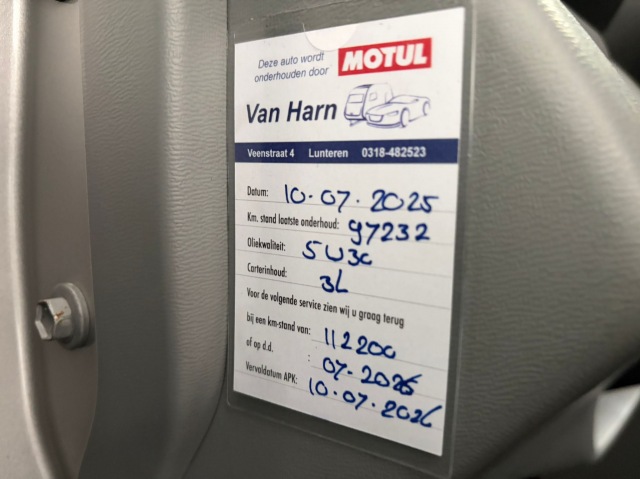 Deze auto wordt
onderhouden door
MOTUL
Van Harn
Veenstraat 4 Lunteren 0318-482523
Datum: 10-07-2025
Km. stand laatste onderhoud: 97232
Oliekwaliteit: 5W30
Carterinhoud: 3L
Voor de volgende service zien wij u graag terug
bij een km-stand van: 112200
of op d.d. : 07-2026
Vervaldatum APK: 10-07-2026